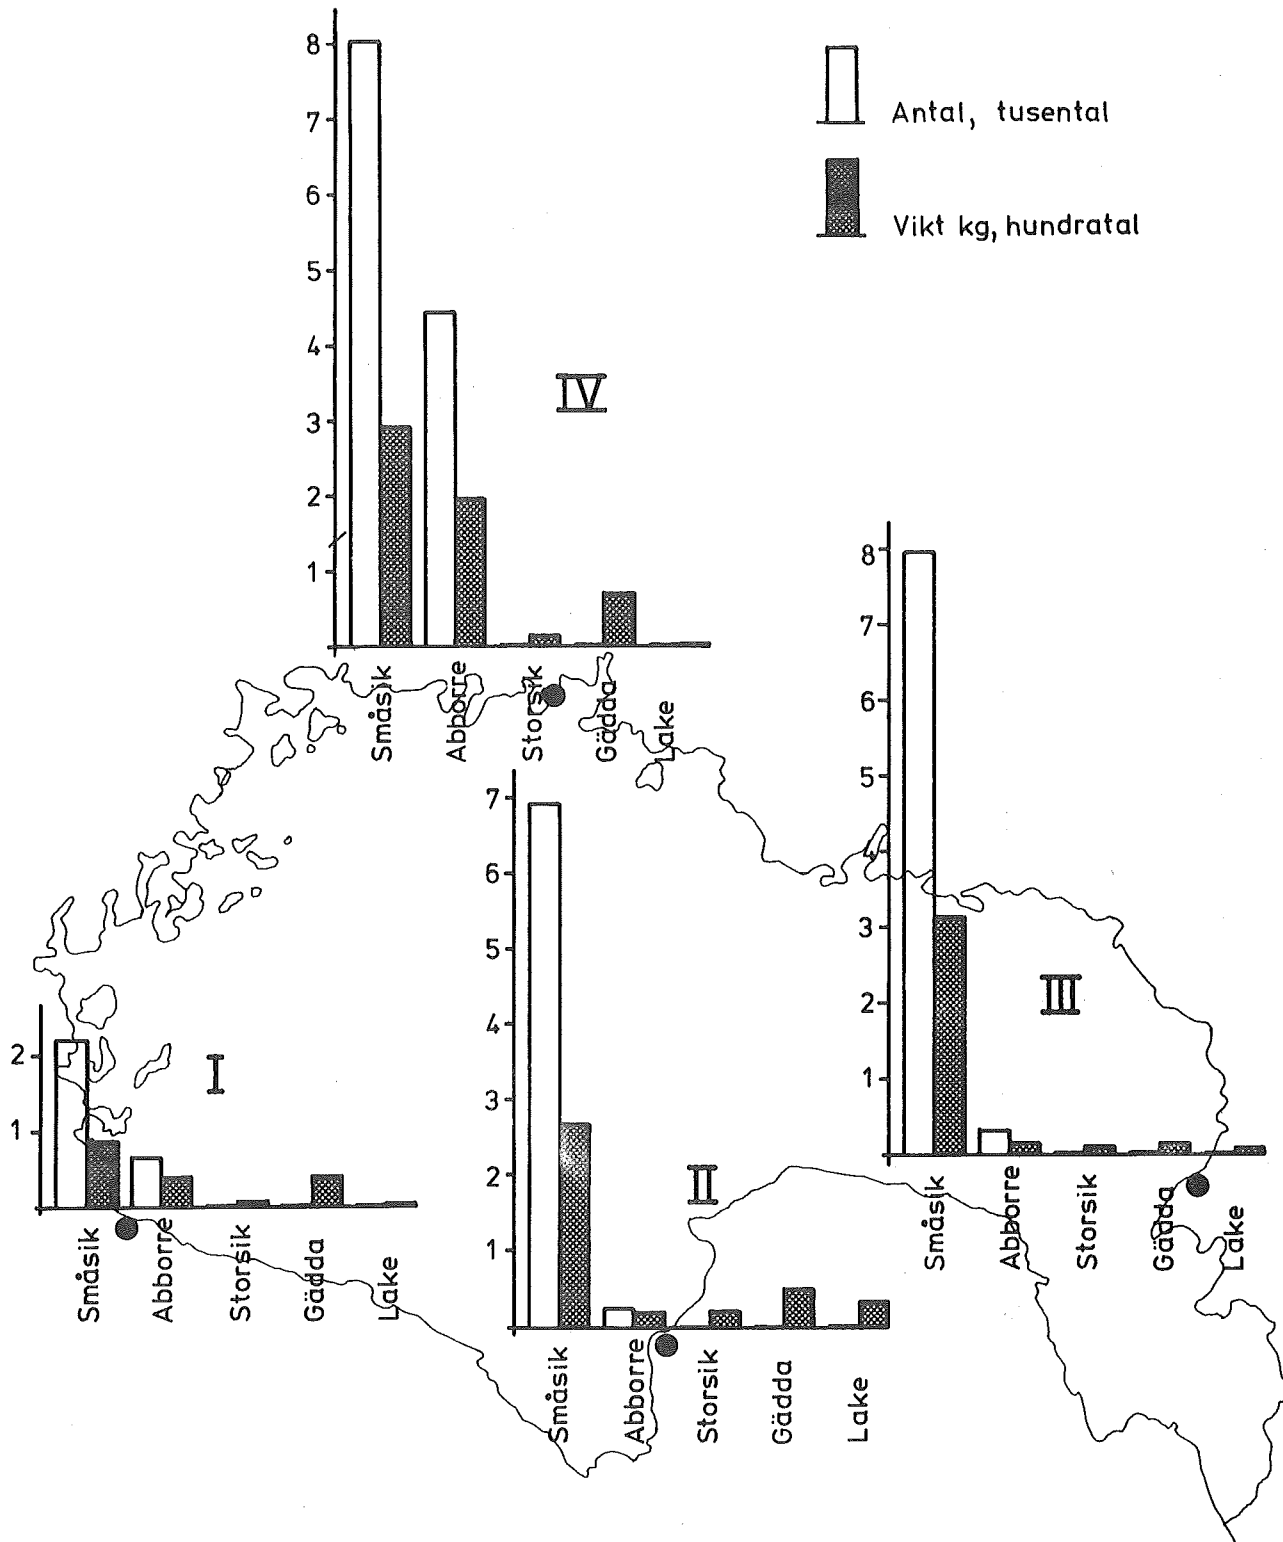 Antal, tusental
Vikt kg, hundratal
8
7
6
5
4
3
2
1
IV
Småsik
Abborre
Storsik
Gädda
Lake
2
1
I
Småsik
Abborre
Storsik
Gädda
Lake
7
6
5
4
3
2
1
II
Småsik
Abborre
Storsik
Gädda
Lake
8
7
6
5
4
3
2
1
III
Småsik
Abborre
Storsik
Gädda
Lake